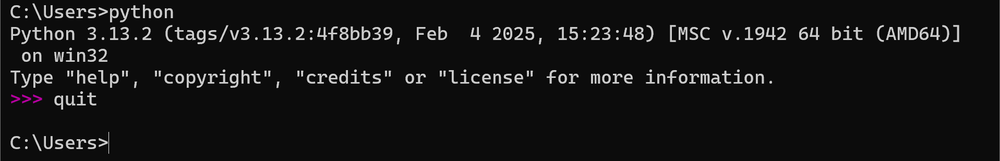 C:\Users>python
Python 3.13.2 (tags/v3.13.2:4f8bb39, Feb  4 2025, 15:23:48) [MSC v.1942 64 bit (AMD64)]
 on win32
Type "help", "copyright", "credits" or "license" for more information.
>>> quit
C:\Users>